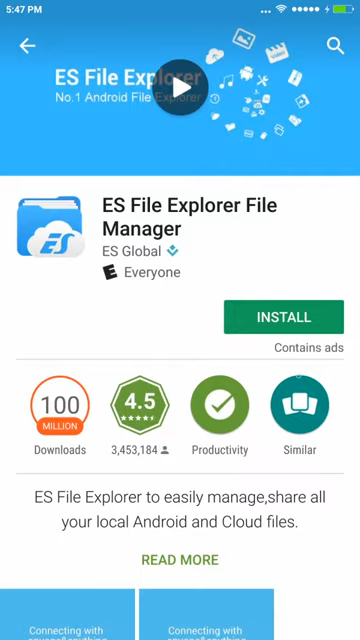 5:47 PM
ES File Explorer
No.1 Android File Explorer
ES File Explorer File
Manager
ES Global
E Everyone
INSTALL
Contains ads
ES
100
MILLION
4.5
Downloads
3,453,184
Productivity
Similar
ES File Explorer to easily manage,share all
your local Android and Cloud files.
READ MORE
Connecting with
Connecting with